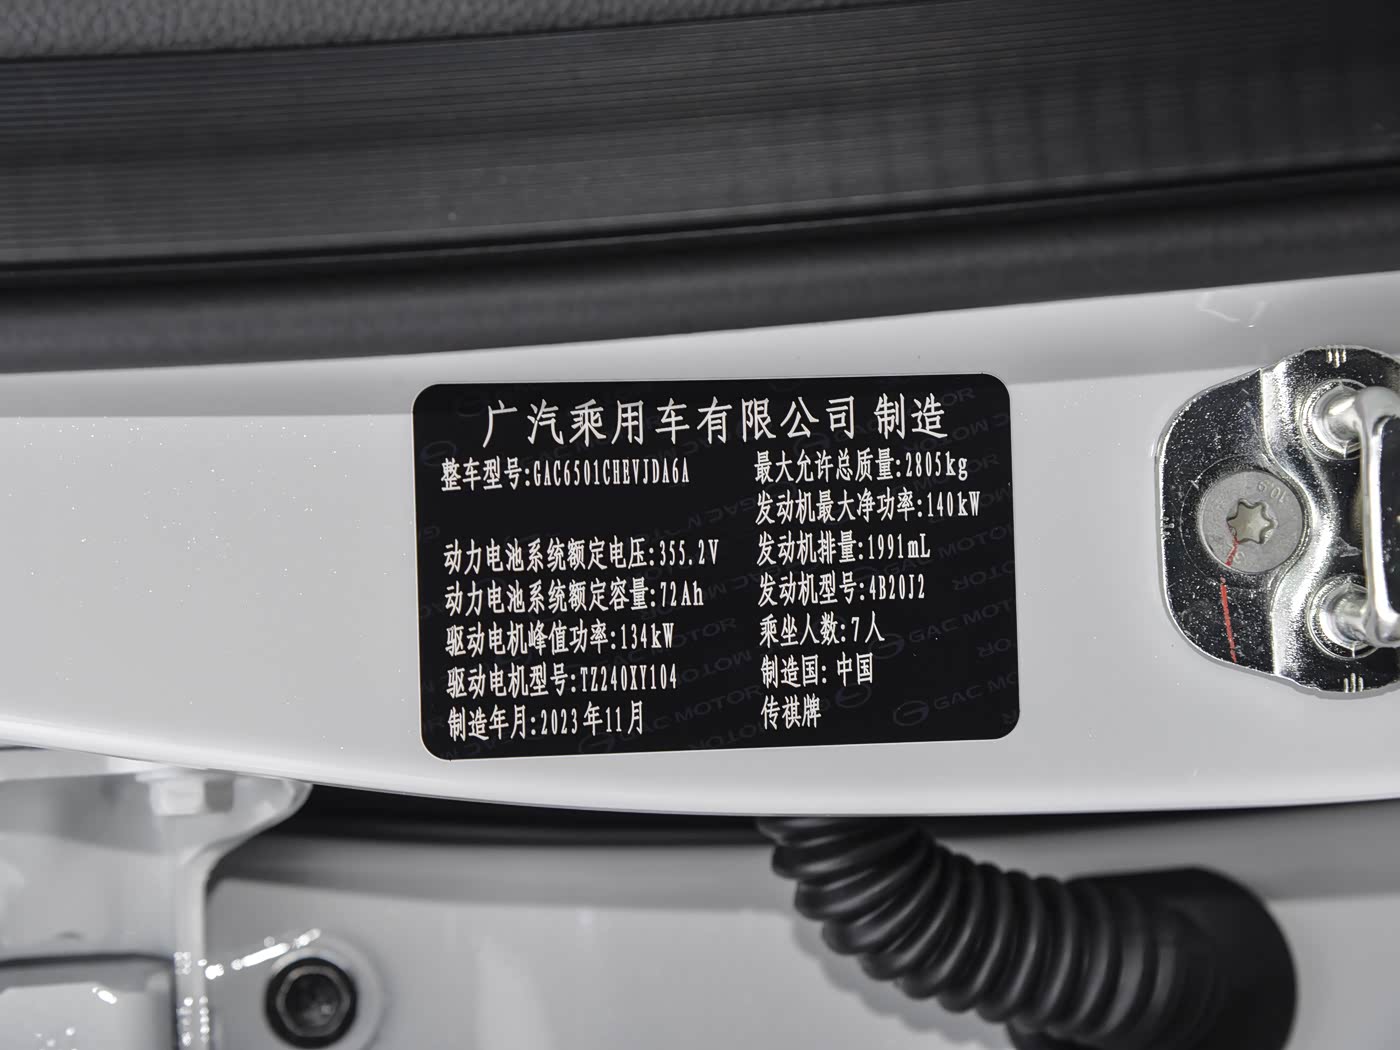 广汽乘用车有限公司 制造
整车型号:GAC6501CHEVJDA6A
动力电池系统额定电压:355.2V
动力电池系统额定容量:72Ah
驱动电机峰值功率:134kW
驱动电机型号:TZ240XY104
制造年月:2023年11月
最大允许总质量:2805kg
发动机最大净功率:140kW
发动机排量:1991mL
发动机型号:4B20J2
乘坐人数:7人
制造国:中国
传祺牌
GAC MOTOR